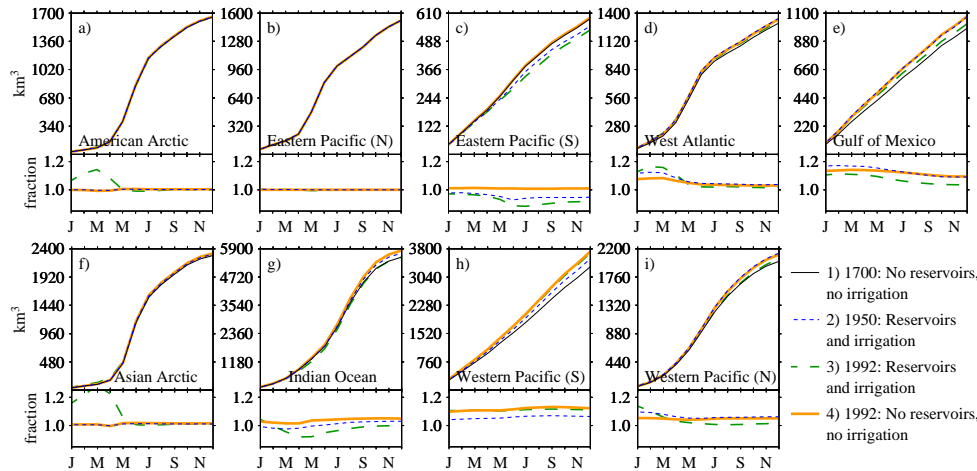 a)
1700
1360
1020
680
340
km3
American Arctic
b)
1600
1280
960
640
320
Eastern Pacific (N)
c)
610
488
366
244
122
Eastern Pacific (S)
d)
1400
1120
840
560
280
West Atlantic
e)
1100
880
660
440
220
Gulf of Mexico
1.2
1.0
fraction
J M M J S N
1.2
1.0
J M M J S N
1.2
1.0
J M M J S N
1.2
1.0
J M M J S N
1.2
1.0
J M M J S N
f)
2400
1920
1440
960
480
km3
Asian Arctic
g)
5900
4720
3540
2360
1180
Indian Ocean
h)
3800
3040
2280
1520
760
Western Pacific (S)
i)
2200
1760
1320
880
440
Western Pacific (N)
1.2
1.0
fraction
J M M J S N
1.2
1.0
J M M J S N
1.2
1.0
J M M J S N
1.2
1.0
J M M J S N
1) 1700: No reservoirs,
no irrigation
2) 1950: Reservoirs
and irrigation
3) 1992: Reservoirs
and irrigation
4) 1992: No reservoirs,
no irrigation